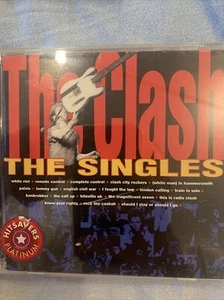 The Clash
THE SINGLES
white riot • remote control • complete control • clash city rockers • (white man) in hammersmith
palais • tommy gun • english civil war • I fought the law • london calling • train in vain •
bankrobber • the call up • hitsville uk • the magnificent seven • this is radio clash
know your rights • rock the casbah • should I stay or should I go
HITSAVERS
PLATINUM